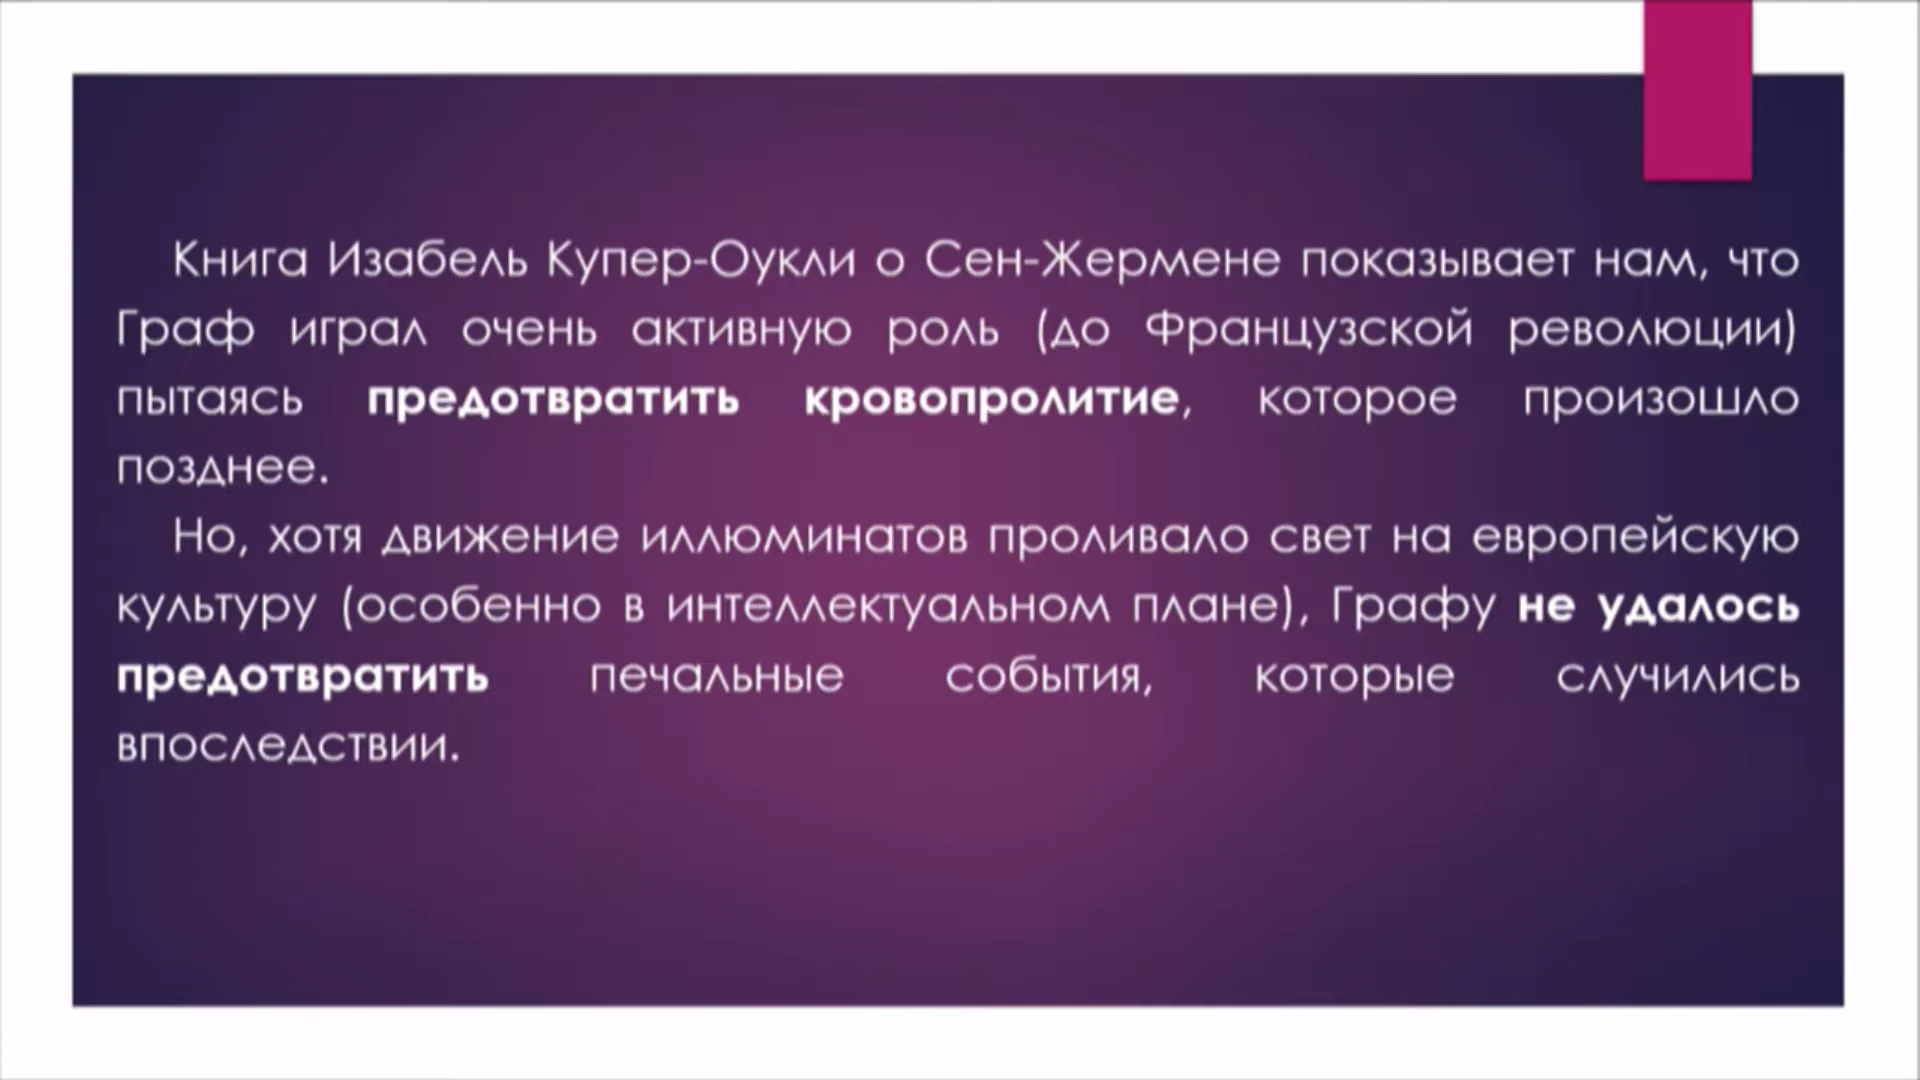 Книга Изабель Купер-Оукли о Сен-Жермене показывает нам, что
Граф играл очень активную роль (до Французской революции)
пытаясь предотвратить кровопролитие, которое произошло
позднее.
Но, хотя движение иллюминатов проливало свет на европейскую
культуру (особенно в интеллектуальном плане), Графу не удалось
предотвратить печальные события, которые случились
впоследствии.